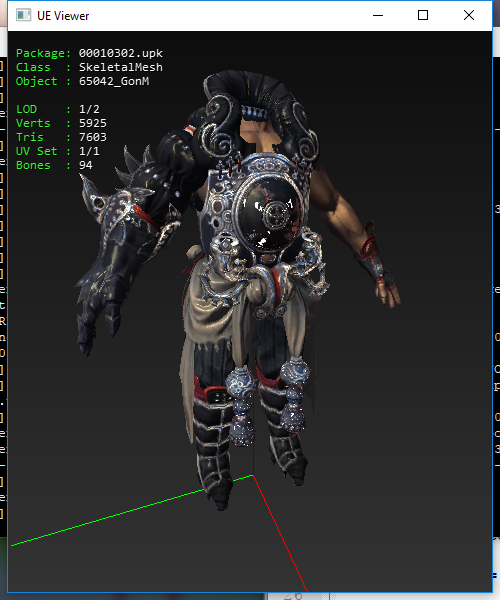 UE Viewer
Package: 00010302.upk
Class : SkeletalMesh
Object : 65042_GonM
LOD : 1/2
Verts : 5925
Tris : 7603
UV Set : 1/1
Bones : 94